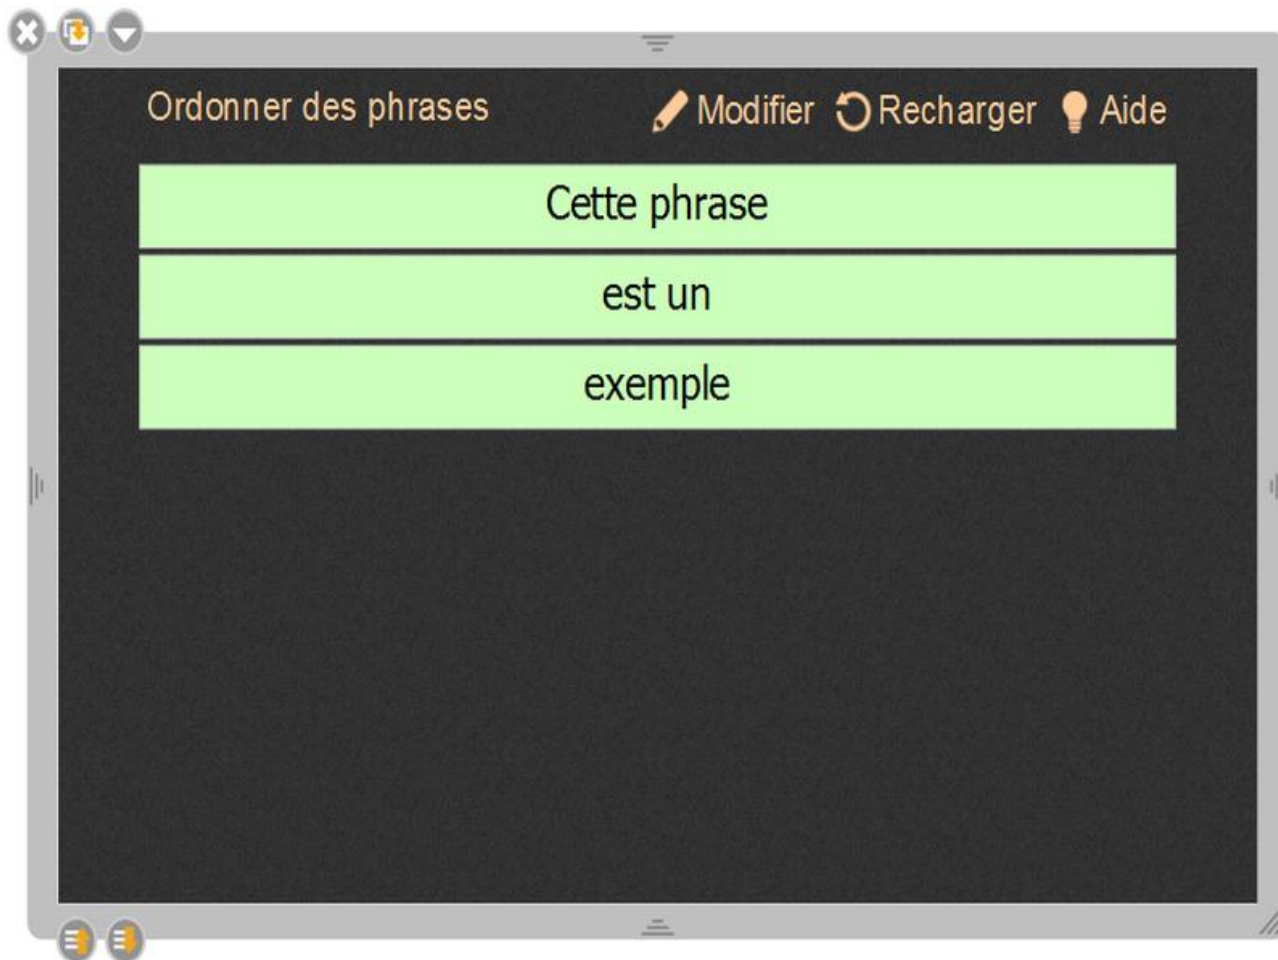 Ordonner des phrases Modifier Recharger Aide
Cette phrase
est un
exemple